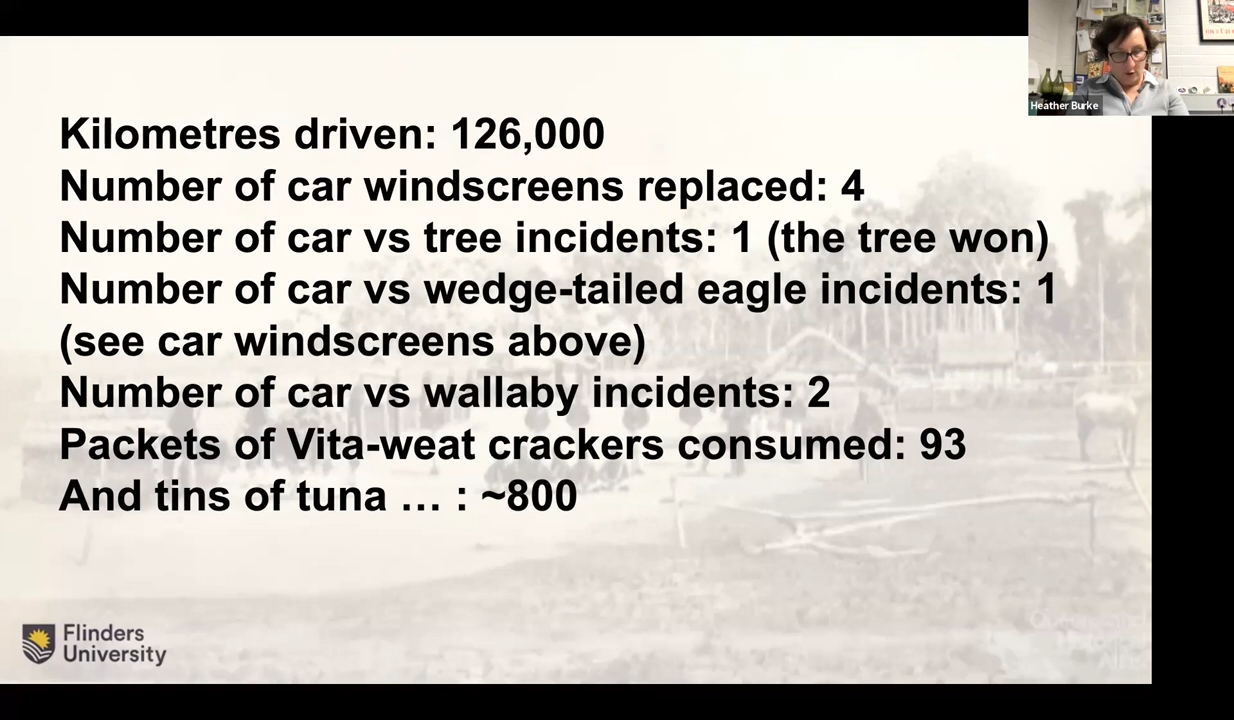 Heather Burke
Kilometres driven: 126,000
Number of car windscreens replaced: 4
Number of car vs tree incidents: 1 (the tree won)
Number of car vs wedge-tailed eagle incidents: 1
(see car windscreens above)
Number of car vs wallaby incidents: 2
Packets of Vita-weat crackers consumed: 93
And tins of tuna … : ~800
Flinders
University